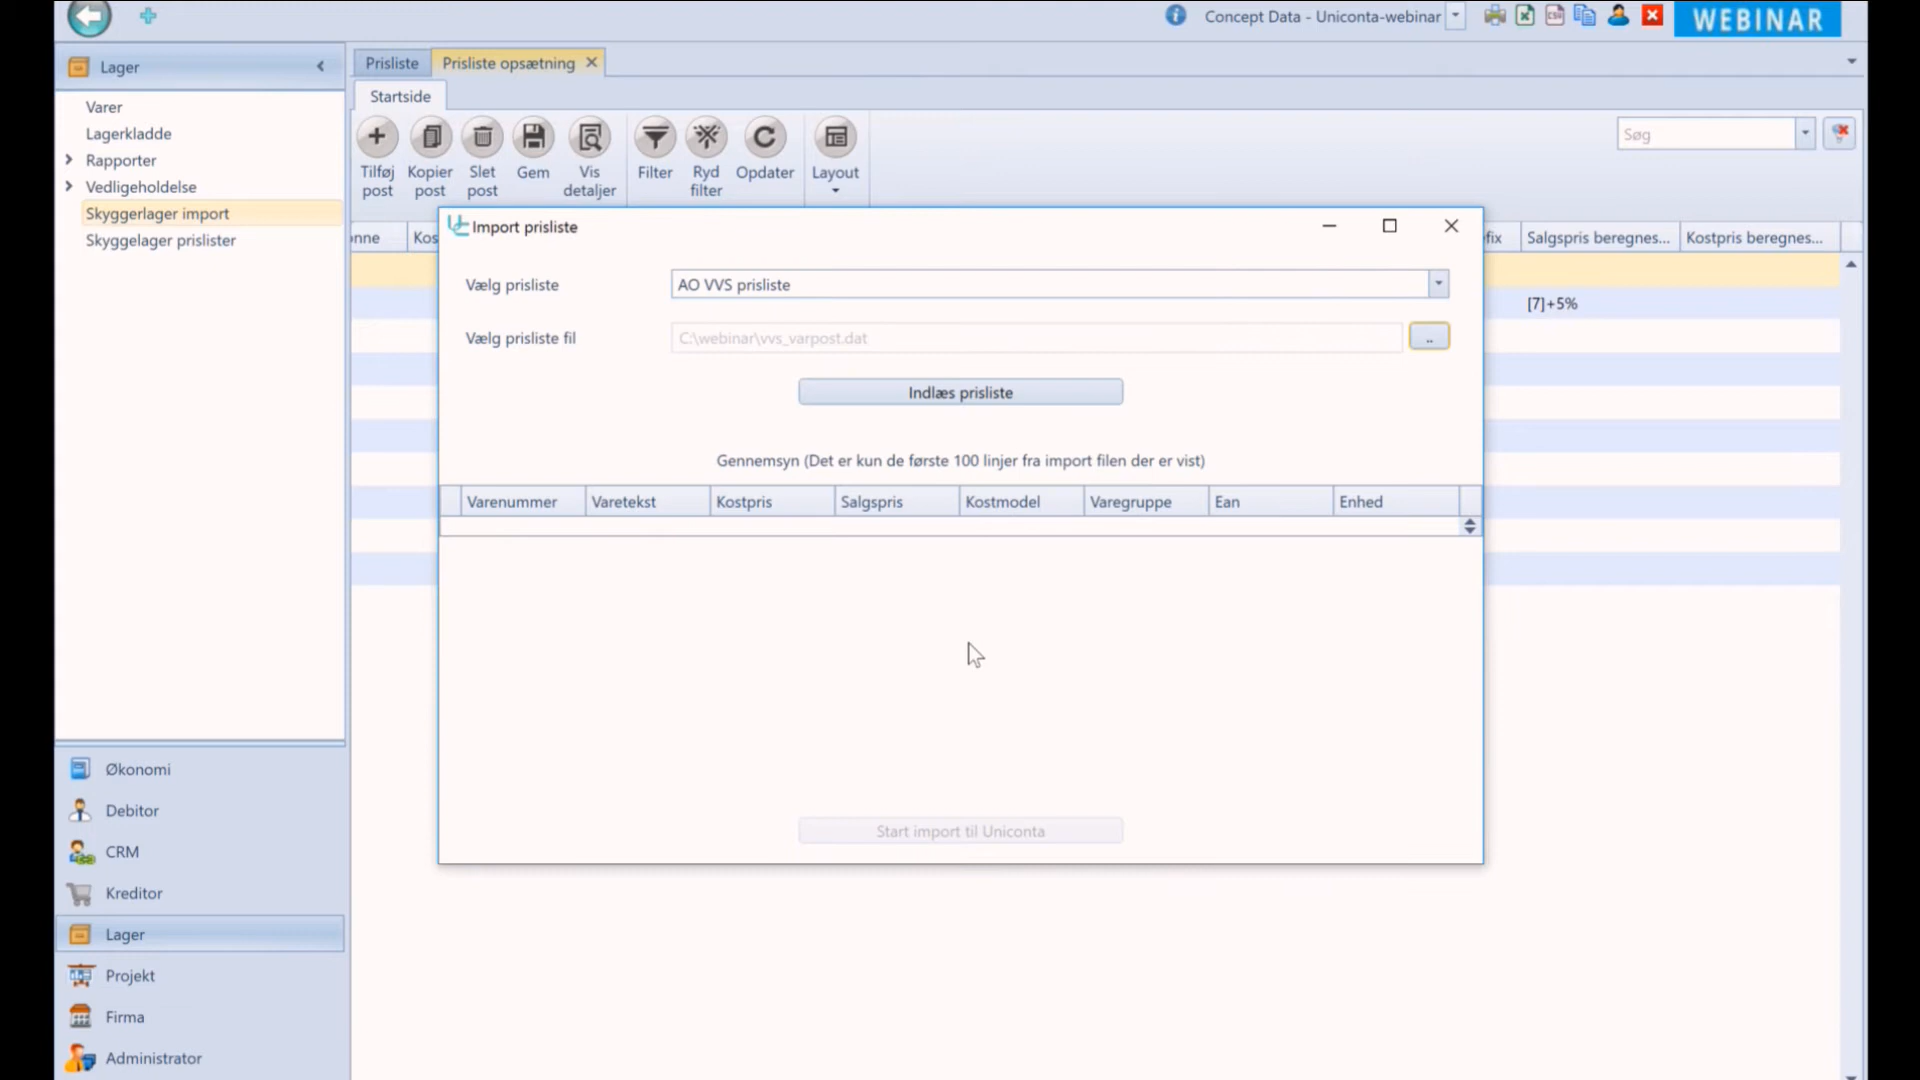 Concept Data - Uniconta-webinar
WEBINAR
Lager
Prisliste
Prisliste opsætning
Startside
Varer
Lagerkladde
Rapporter
Vedligeholdelse
Skyggerlager import
Skyggelager prislister
Tilføj post
Kopier post
Slet post
Gem
Vis detaljer
Filter
Ryd filter
Opdater
Layout
Søg
onne
Kos
fix
Salgspris beregnes...
Kostpris beregnes...
[7]+5%
Import prisliste
Vælg prisliste
AO VVS prisliste
Vælg prisliste fil
C:\webinar\vvs_varpost.dat
..
Indlæs prisliste
Gennemsyn (Det er kun de første 100 linjer fra import filen der er vist)
Varenummer
Varetekst
Kostpris
Salgspris
Kostmodel
Varegruppe
Ean
Enhed
Start import til Uniconta
Økonomi
Debitor
CRM
Kreditor
Lager
Projekt
Firma
Administrator